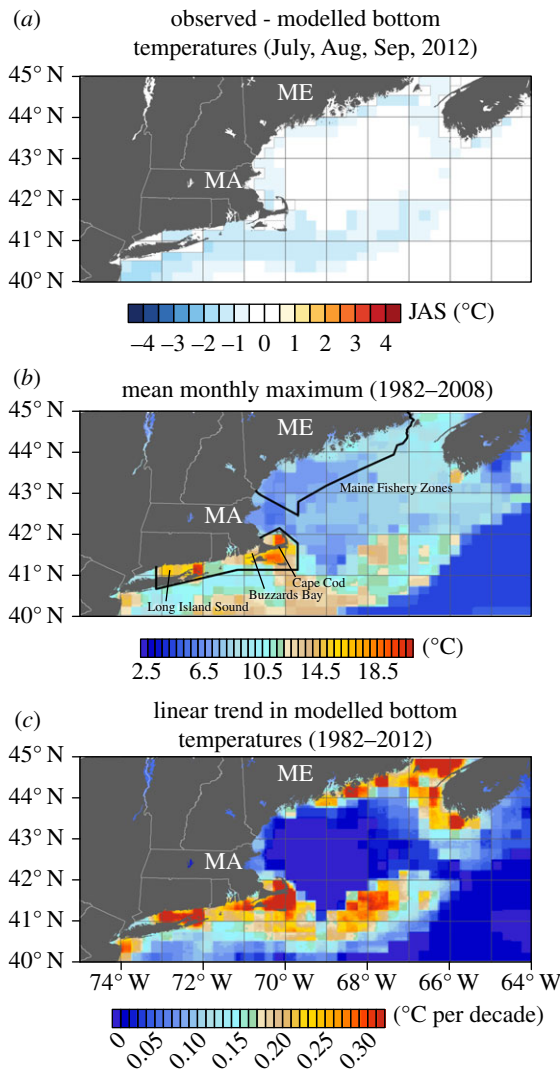 (a) observed - modelled bottom
temperatures (July, Aug, Sep, 2012)
45° N
44° N
43° N
42° N
41° N
40° N
ME
MA
JAS (°C)
–4 –3 –2 –1 0 1 2 3 4
(b)
mean monthly maximum (1982–2008)
45° N
44° N
43° N
42° N
41° N
40° N
ME
Maine Fishery Zones
MA
Cape Cod
Buzzards Bay
Long Island Sound
(°C)
2.5 6.5 10.5 14.5 18.5
(c) linear trend in modelled bottom
temperatures (1982–2012)
45° N
44° N
43° N
42° N
41° N
40° N
ME
MA
74° W 72° W 70° W 68° W 66° W 64° W
(°C per decade)
0 0.05 0.10 0.15 0.20 0.25 0.30